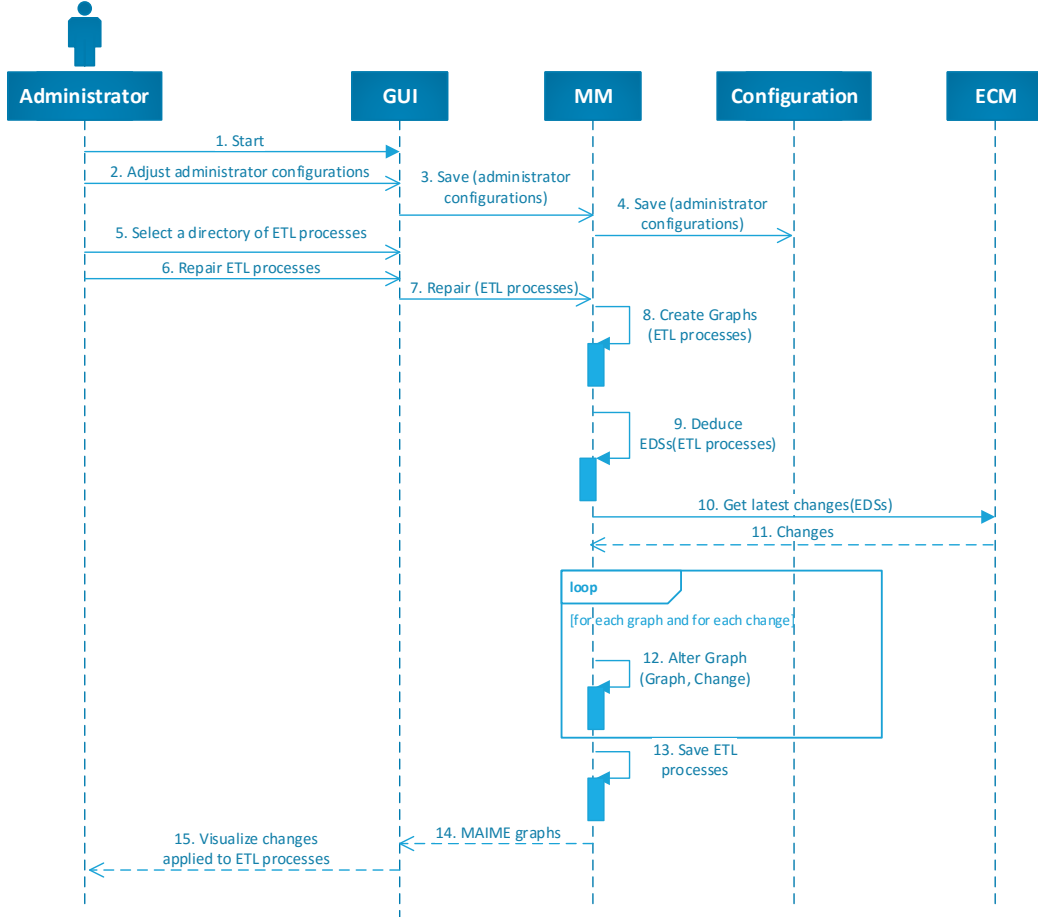 Administrator
GUI
MM
Configuration
ECM
1. Start
2. Adjust administrator configurations
3. Save (administrator
configurations)
4. Save (administrator
configurations)
5. Select a directory of ETL processes
6. Repair ETL processes
7. Repair (ETL processes)
8. Create Graphs
(ETL processes)
9. Deduce
EDSs(ETL processes)
10. Get latest changes(EDSs)
11. Changes
loop
[for each graph and for each change]
12. Alter Graph
(Graph, Change)
13. Save ETL
processes
14. MAIME graphs
15. Visualize changes
applied to ETL processes